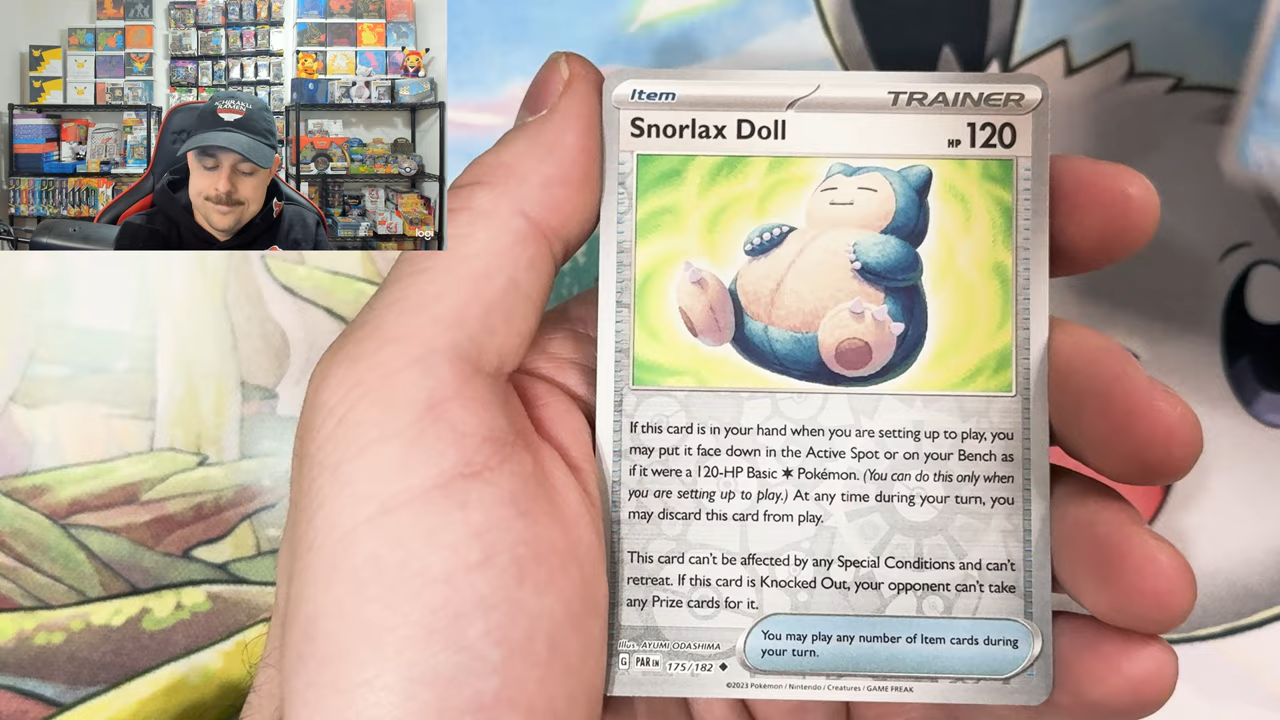 ICHIRAKU
RAMEN
logi
Item
TRAINER
Snorlax Doll
HP 120
If this card is in your hand when you are setting up to play, you
may put it face down in the Active Spot or on your Bench as
if it were a 120-HP Basic Pokémon. (You can do this only when
you are setting up to play.) At any time during your turn, you
may discard this card from play.
This card can't be affected by any Special Conditions and can't
retreat. If this card is Knocked Out, your opponent can't take
any Prize cards for it.
You may play any number of Item cards during
your turn.
Illus. AYUMI ODASHIMA
G PAR EN 175/182
©2023 Pokémon / Nintendo / Creatures / GAME FREAK